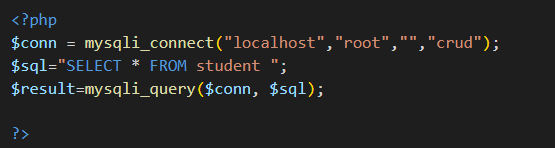 <?php
$conn = mysqli_connect("localhost","root","","crud");
$sql="SELECT * FROM student ";
$result=mysqli_query($conn, $sql);
?>